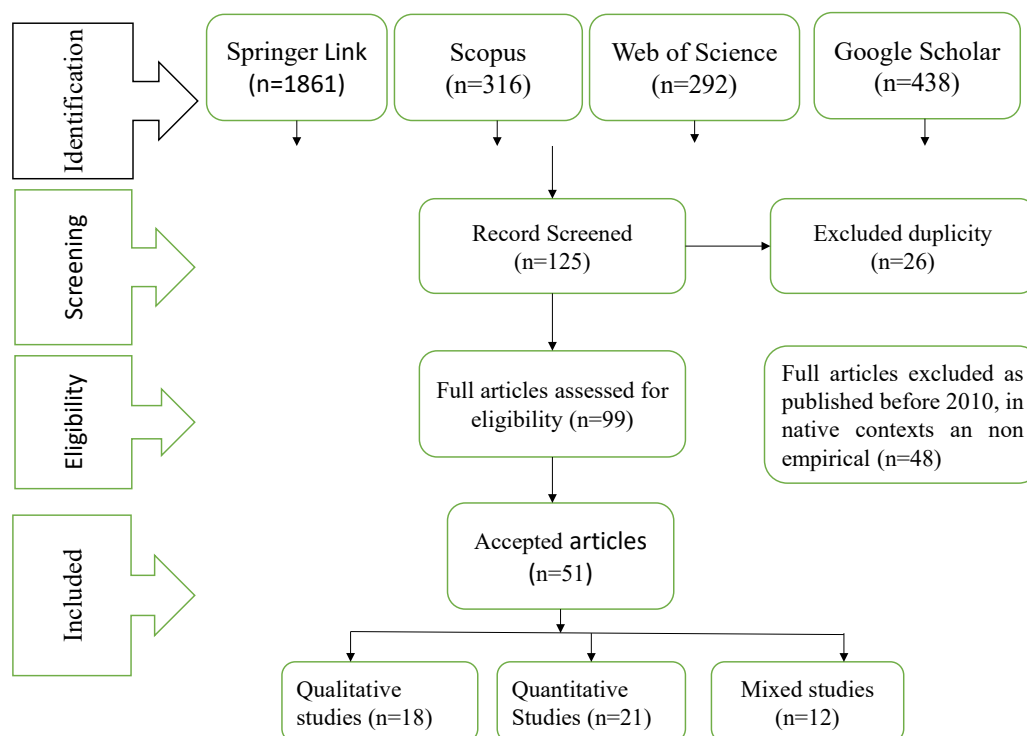 Identification
Springer Link
(n=1861)
Scopus
(n=316)
Web of Science
(n=292)
Google Scholar
(n=438)
Screening
Record Screened
(n=125)
Excluded duplicity
(n=26)
Eligibility
Full articles assessed for
eligibility (n=99)
Full articles excluded as
published before 2010, in
native contexts an non
empirical (n=48)
Included
Accepted articles
(n=51)
Qualitative
studies (n=18)
Quantitative
Studies (n=21)
Mixed studies
(n=12)